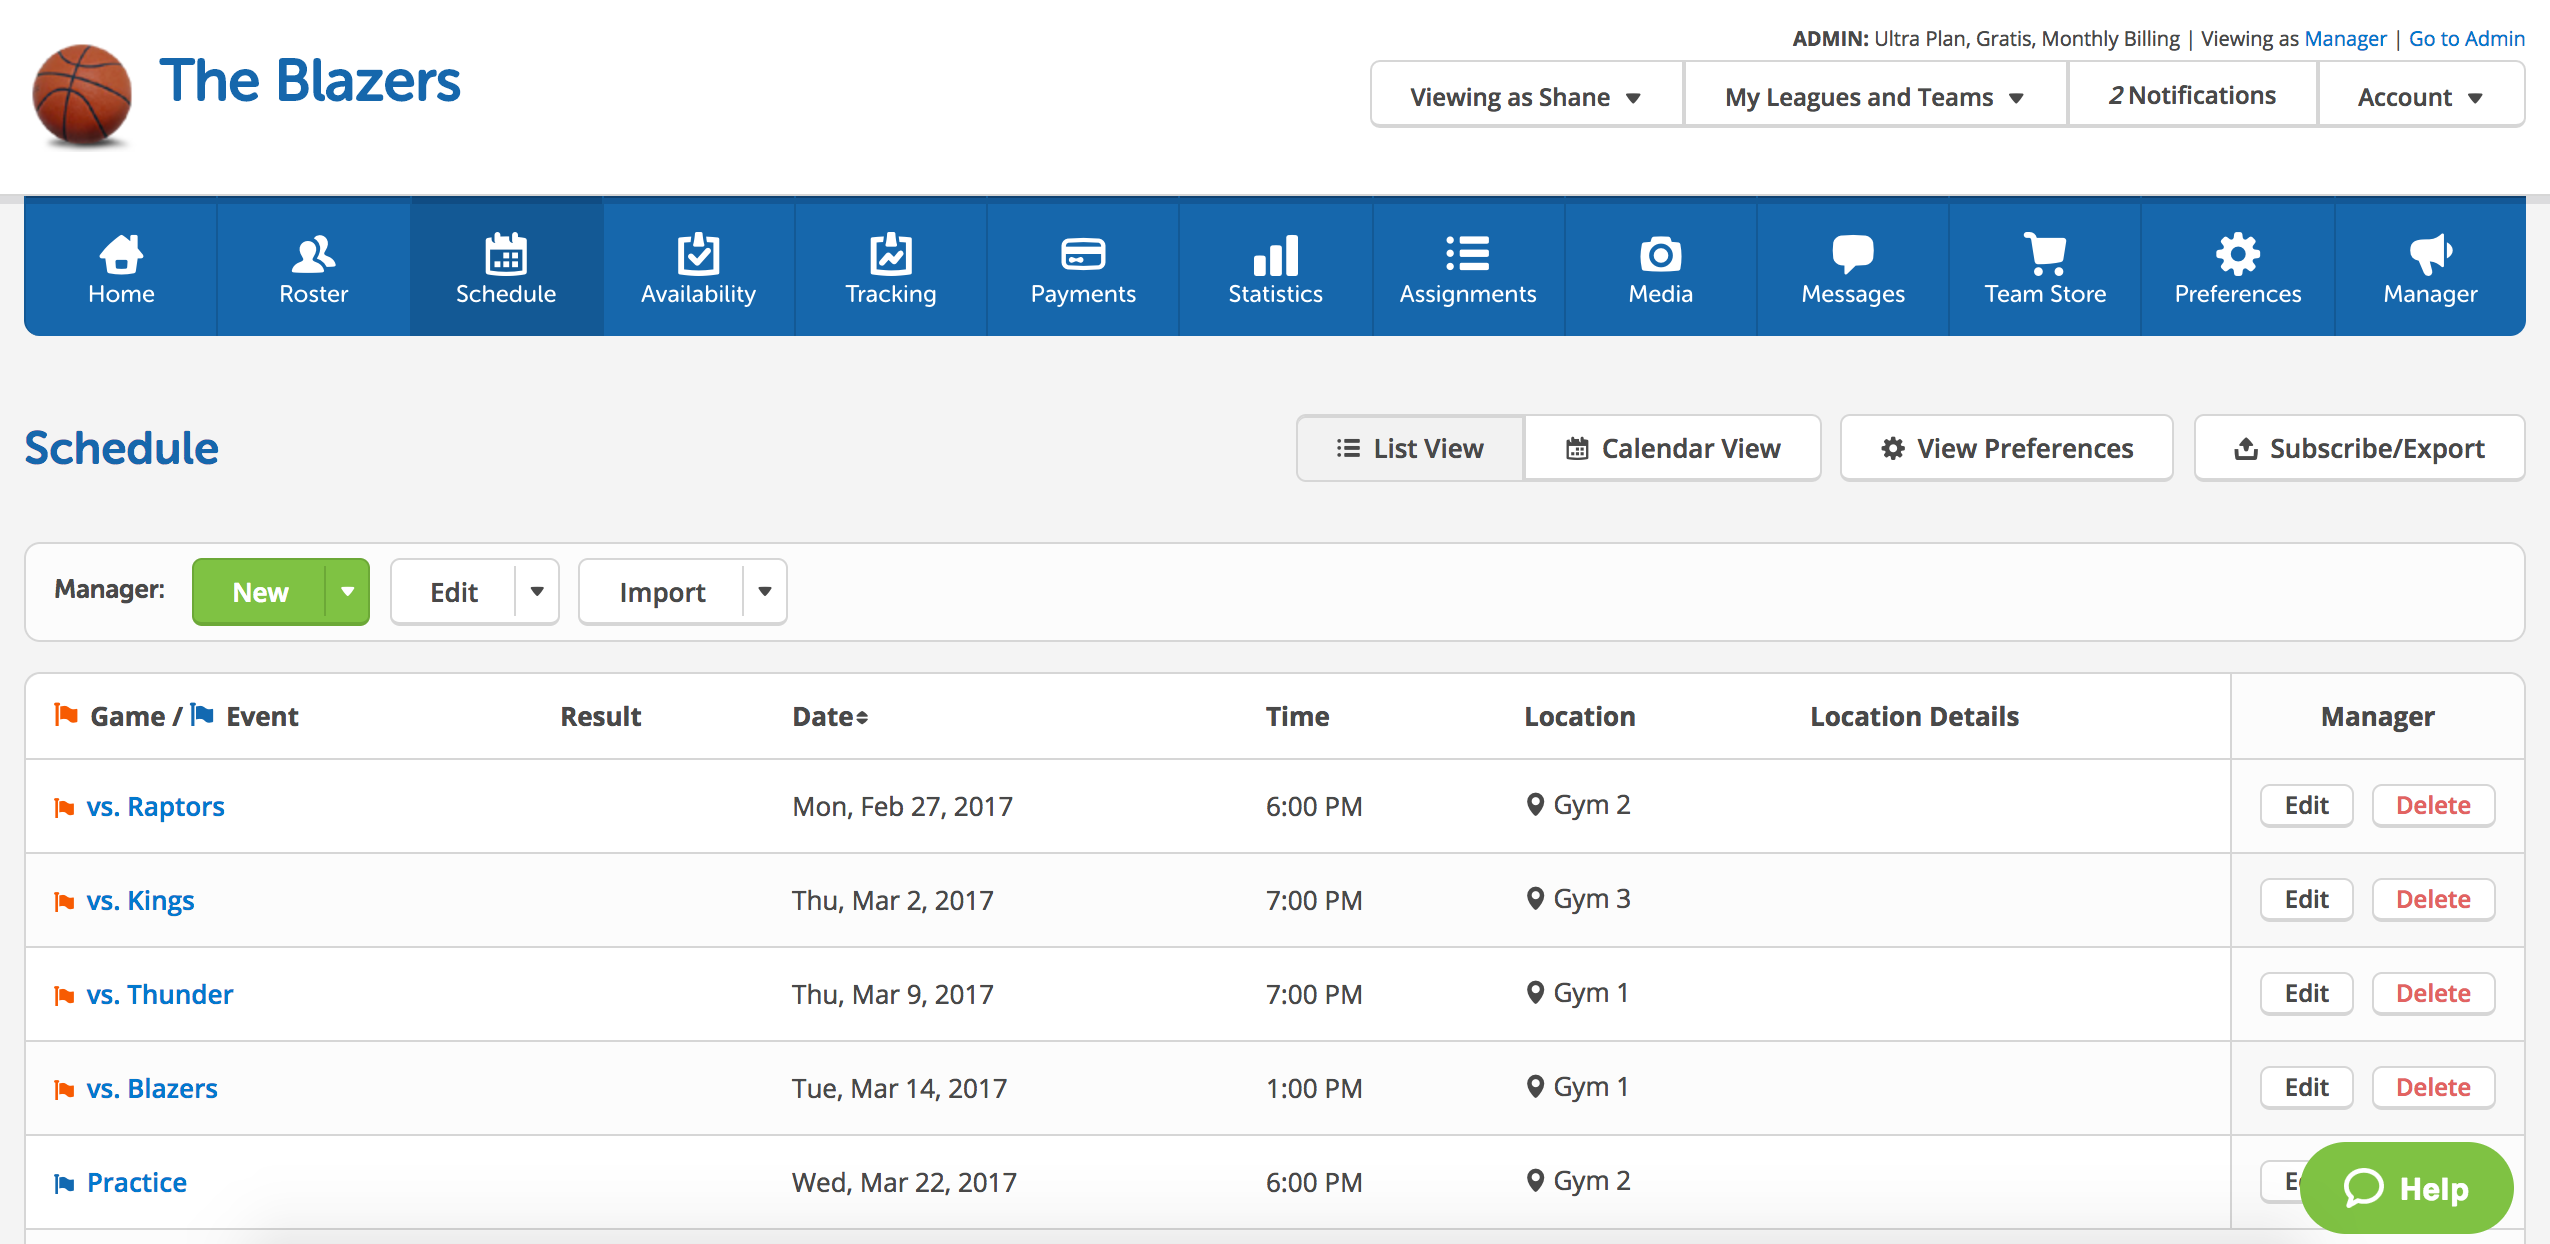 ADMIN: Ultra Plan, Gratis, Monthly Billing | Viewing as Manager | Go to Admin
The Blazers
Viewing as Shane My Leagues and Teams 2 Notifications Account
Home Roster Schedule Availability Tracking Payments Statistics Assignments Media Messages Team Store Preferences Manager
Schedule List View Calendar View View Preferences Subscribe/Export
Manager: New Edit Import
Game / Event Result Date Time Location Location Details Manager
vs. Raptors Mon, Feb 27, 2017 6:00 PM Gym 2 Edit Delete
vs. Kings Thu, Mar 2, 2017 7:00 PM Gym 3 Edit Delete
vs. Thunder Thu, Mar 9, 2017 7:00 PM Gym 1 Edit Delete
vs. Blazers Tue, Mar 14, 2017 1:00 PM Gym 1 Edit Delete
Practice Wed, Mar 22, 2017 6:00 PM Gym 2
Help